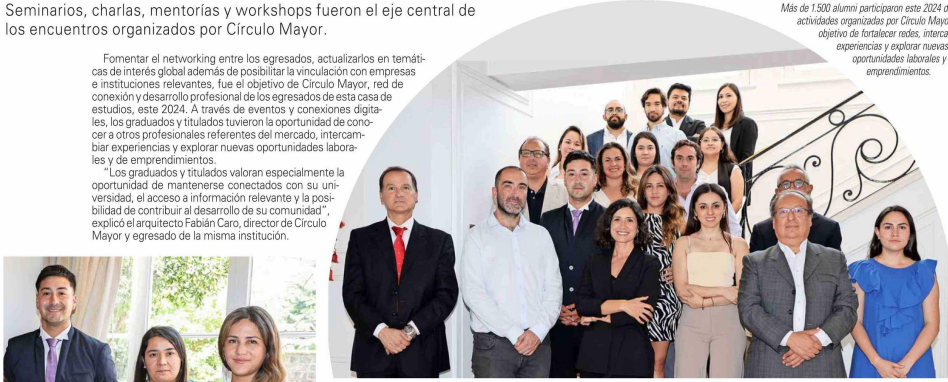 Seminarios, charlas, mentorías y workshops fueron el eje central de
los encuentros organizados por Círculo Mayor.
Fomentar el networking entre los egresados, actualizarlos en temáti-
cas de interés global además de posibilitar la vinculación con empresas
e instituciones relevantes, fue el objetivo de Círculo Mayor, red de
conexión y desarrollo profesional de los egresados de esta casa de
estudios, este 2024. A través de eventos y conexiones digita-
les, los graduados y titulados tuvieron la oportunidad de cono-
cer a otros profesionales referentes del mercado, intercam-
biar experiencias y explorar nuevas oportunidades labora-
les y de emprendimientos.
"Los graduados y titulados valoran especialmente la
oportunidad de mantenerse conectados con su uni-
versidad, el acceso a información relevante y la posi-
bilidad de contribuir al desarrollo de su comunidad",
explicó el arquitecto Fabián Caro, director de Círculo
Mayor y egresado de la misma institución.
Más de 1.500 alumni participaron este 2024 d
actividades organizadas por Círculo Mayo
objetivo de fortalecer redes, interca
experiencias y explorar nuevas
oportunidades laborales y
emprendimientos.